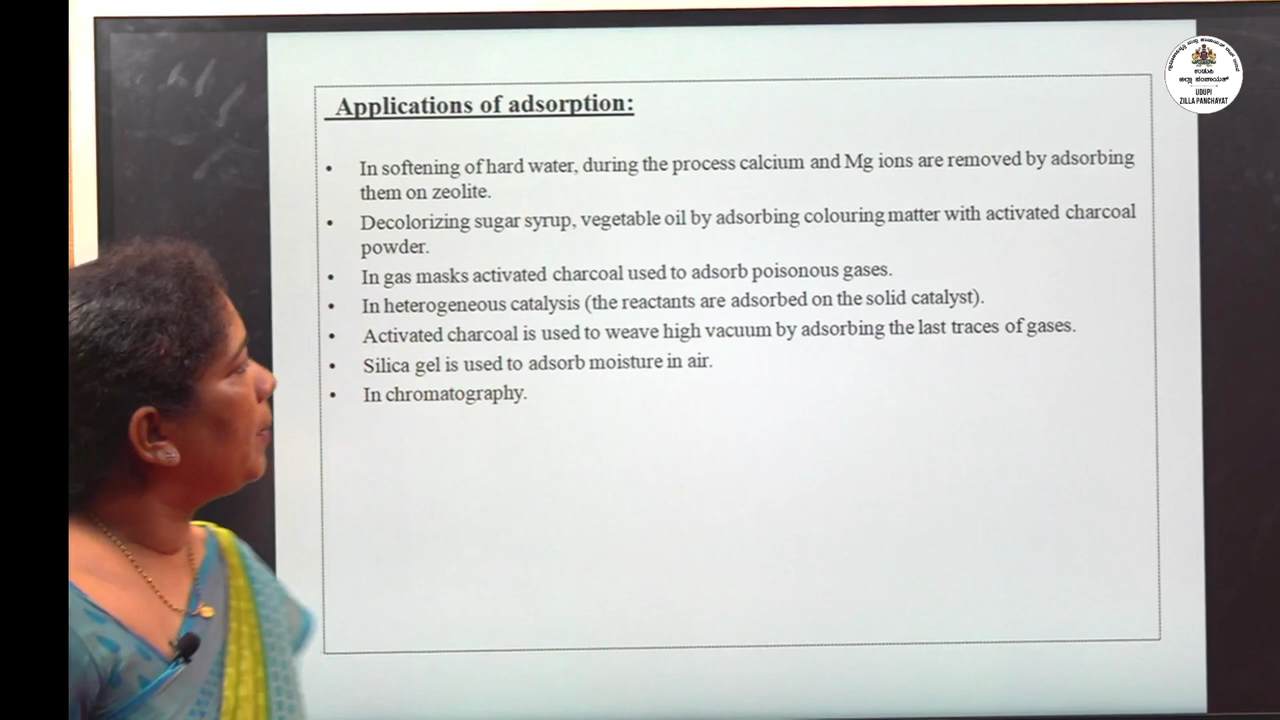 Applications of adsorption:
• In softening of hard water, during the process calcium and Mg ions are removed by adsorbing
them on zeolite.
• Decolorizing sugar syrup, vegetable oil by adsorbing colouring matter with activated charcoal
powder.
• In gas masks activated charcoal used to adsorb poisonous gases.
• In heterogeneous catalysis (the reactants are adsorbed on the solid catalyst).
• Activated charcoal is used to weave high vacuum by adsorbing the last traces of gases.
• Silica gel is used to adsorb moisture in air.
• In chromatography.
ಉಡುಪಿ
ಜಿಲ್ಲಾ ಪಂಚಾಯತ್
UDUPI
ZILLA PANCHAYAT